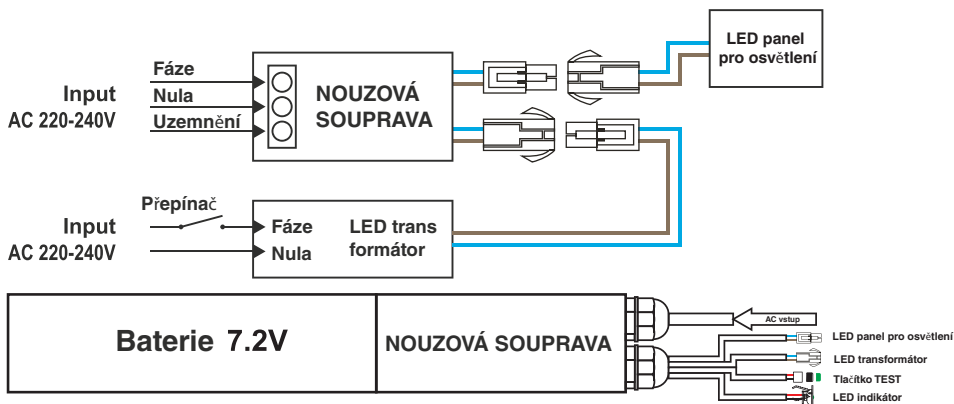 LED panel
pro osvětlení
Fáze
Input
Nula
AC 220-240V
Uzemnění
NOUZOVÁ
SOUPRAVA
Přepínač
Input
AC 220-240V
Fáze
Nula
LED trans
formátor
Baterie 7.2V
NOUZOVÁ SOUPRAVA
AC vstup
LED panel pro osvětlení
LED transformátor
Tlačítko TEST
LED indikátor